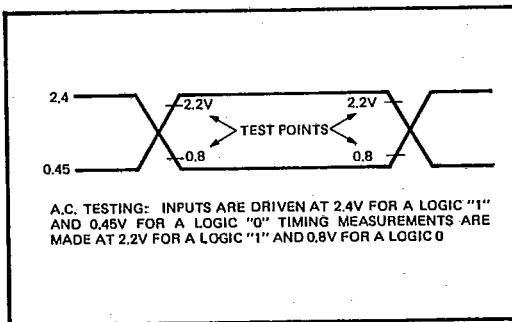 2.4
2.2V
2.2V
TEST POINTS
0.8
0.8
0.45
A.C. TESTING: INPUTS ARE DRIVEN AT 2.4V FOR A LOGIC "1"
AND 0.45V FOR A LOGIC "0" TIMING MEASUREMENTS ARE
MADE AT 2.2V FOR A LOGIC "1" AND 0.8V FOR A LOGIC 0